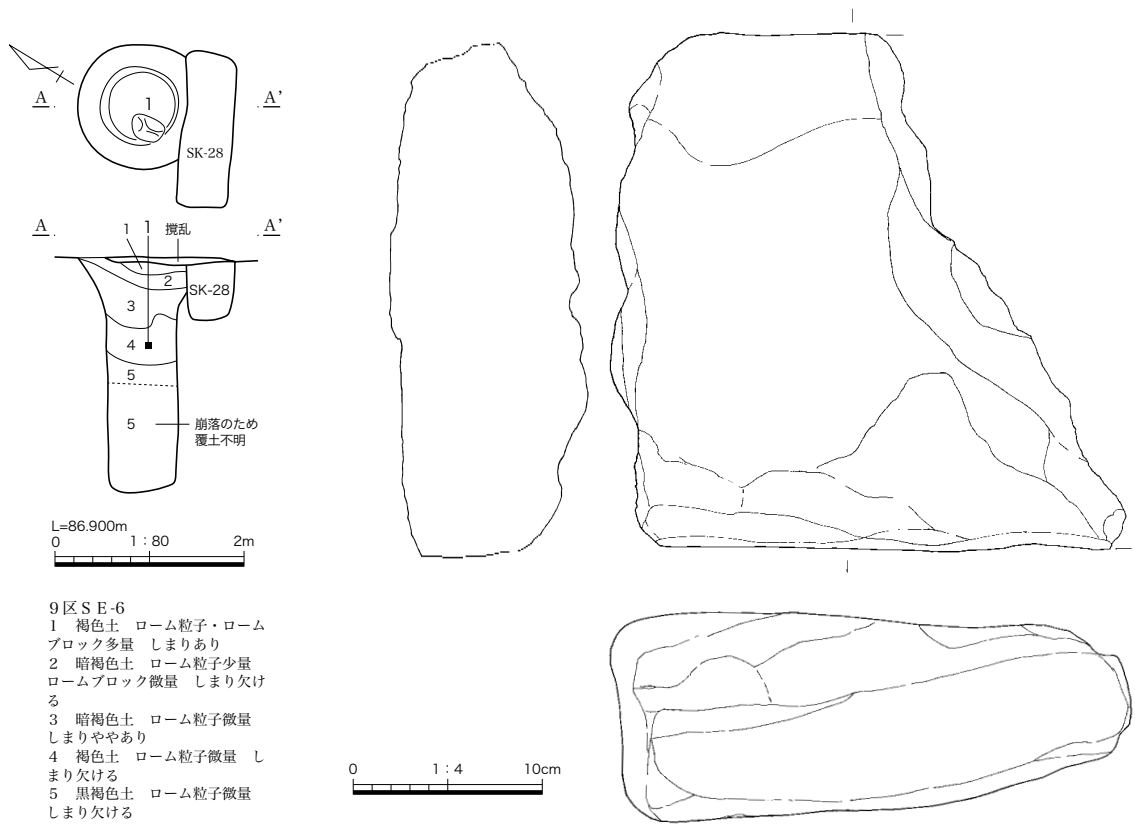 A
A’
1
SK-28
A
A’
1
1
撹乱
2
SK-28
3
4
5
5
崩落のため
覆土不明
L=86.900m
0
1：80
2m
9区ＳＥ-6
1　褐色土　ローム粒子・ローム
ブロック多量　しまりあり
2　暗褐色土　ローム粒子少量
ロームブロック微量　しまり欠け
る
3　暗褐色土　ローム粒子微量
しまりややあり
4　褐色土　ローム粒子微量　し
まり欠ける
5　黒褐色土　ローム粒子微量
しまり欠ける
0
1：4
10cm